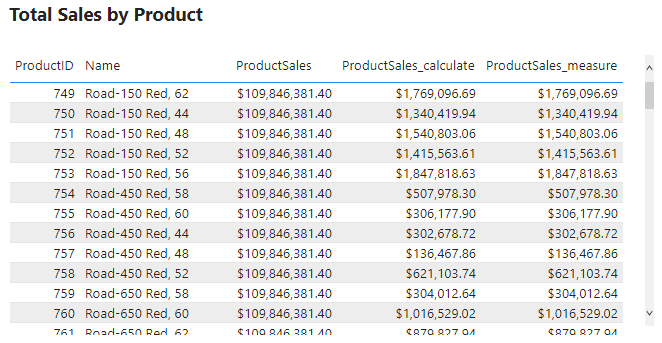 Total Sales by Product
ProductID Name ProductSales ProductSales_calculate ProductSales_measure
749 Road-150 Red, 62 $109,846,381.40 $1,769,096.69 $1,769,096.69
750 Road-150 Red, 44 $109,846,381.40 $1,340,419.94 $1,340,419.94
751 Road-150 Red, 48 $109,846,381.40 $1,540,803.06 $1,540,803.06
752 Road-150 Red, 52 $109,846,381.40 $1,415,563.61 $1,415,563.61
753 Road-150 Red, 56 $109,846,381.40 $1,847,818.63 $1,847,818.63
754 Road-450 Red, 58 $109,846,381.40 $507,978.30 $507,978.30
755 Road-450 Red, 60 $109,846,381.40 $306,177.90 $306,177.90
756 Road-450 Red, 44 $109,846,381.40 $302,678.72 $302,678.72
757 Road-450 Red, 48 $109,846,381.40 $136,467.86 $136,467.86
758 Road-450 Red, 52 $109,846,381.40 $621,103.74 $621,103.74
759 Road-650 Red, 58 $109,846,381.40 $304,012.64 $304,012.64
760 Road-650 Red, 60 $109,846,381.40 $1,016,529.02 $1,016,529.02
761 Road-650 Red, 62 $109,846,381.40 $879,827.94 $879,827.94